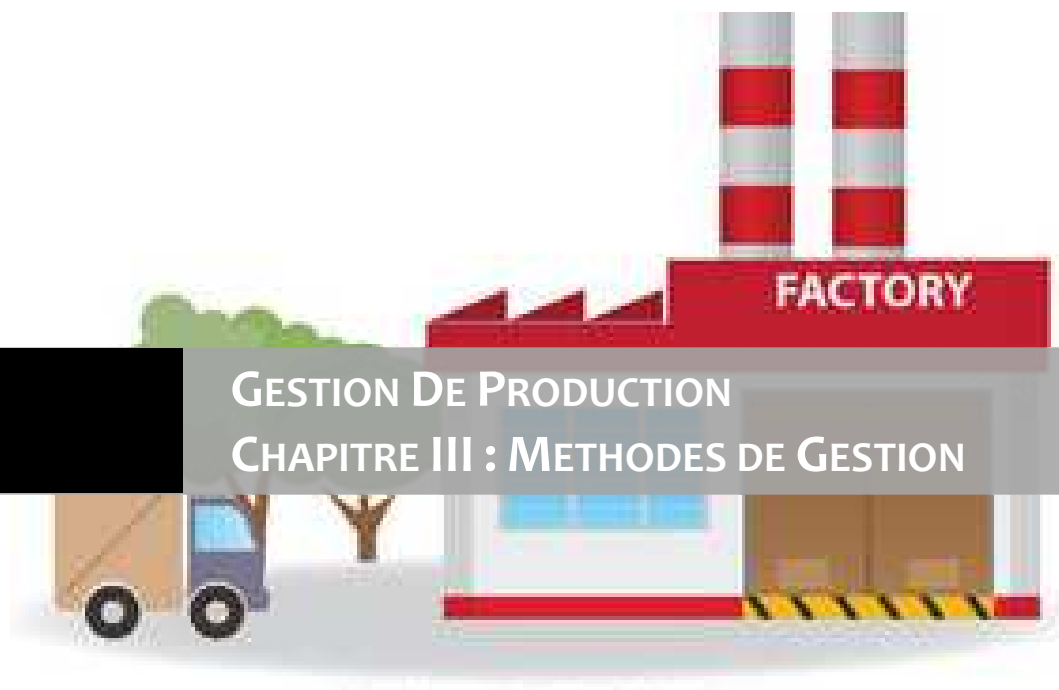 FACTORY
GESTION DE PRODUCTION
CHAPITRE III : METHODES DE GESTION